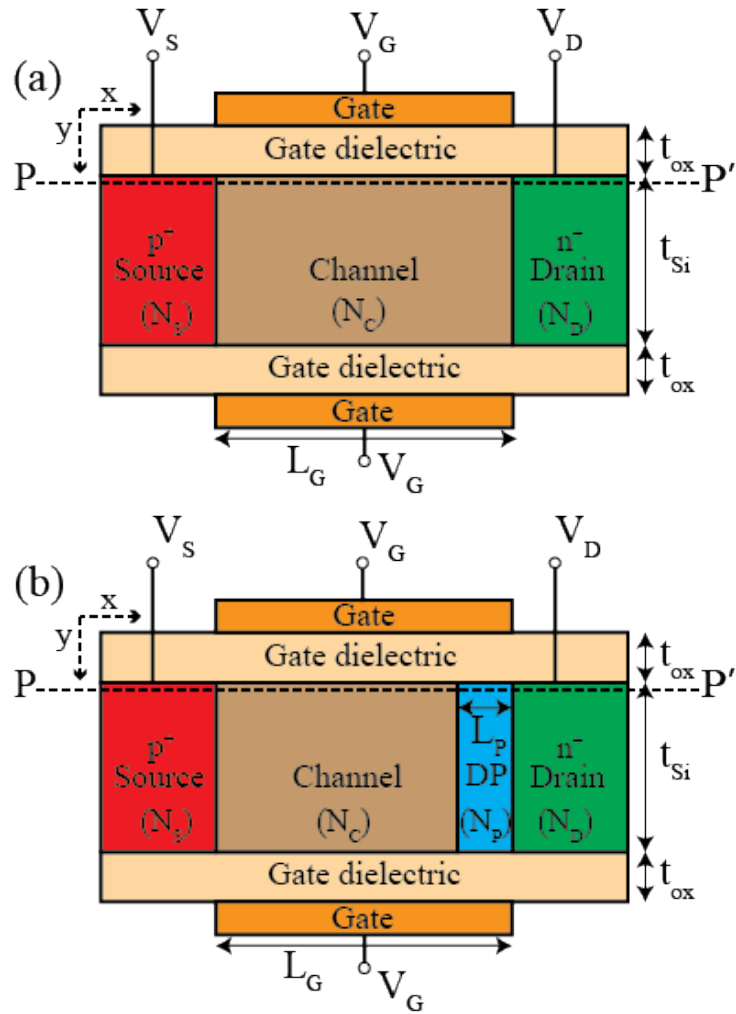 V_S V_G V_D
(a)
x
y
Gate
Gate dielectric
t_ox
P P′
p⁻
Source
(N_S)
Channel
(N_C)
n⁻
Drain
(N_D)
t_Si
Gate dielectric
t_ox
Gate
L_G V_G
V_S V_G V_D
(b)
x
y
Gate
Gate dielectric
t_ox
P P′
p⁻
Source
(N_S)
Channel
(N_C)
L_P
DP
(N_P)
n⁻
Drain
(N_D)
t_Si
Gate dielectric
t_ox
Gate
L_G V_G